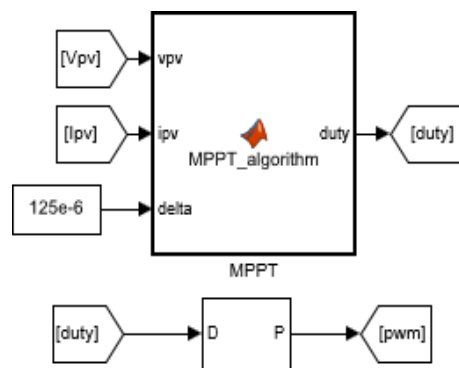 [Vpv]
vpv
[Ipv]
ipv
duty
[duty]
MPPT_algorithm
125e-6
delta
MPPT
[duty]
D
P
[pwm]